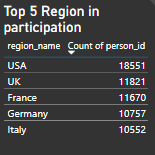 Top 5 Region in
participation
region_name Count of person_id
USA 18551
UK 11821
France 11670
Germany 10757
Italy 10552